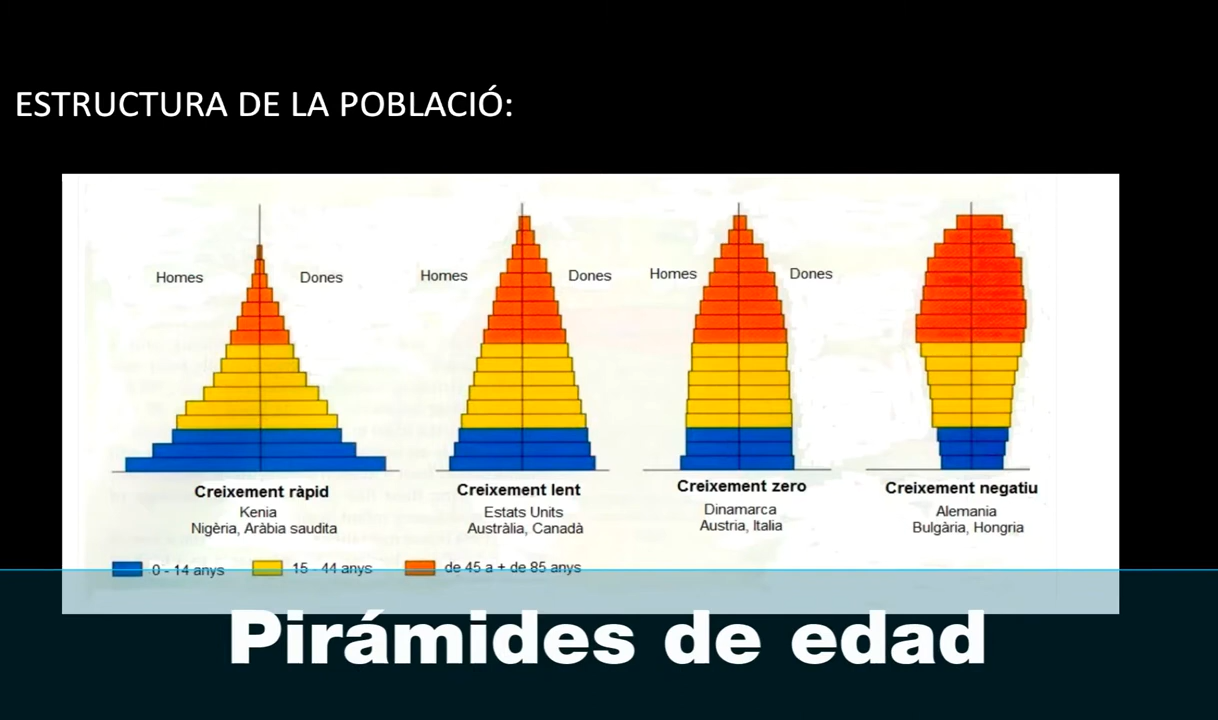 ESTRUCTURA DE LA POBLACIÓ:
Homes
Dones
Homes
Dones
Homes
Dones
Creixement ràpid
Kenia
Nigèria, Aràbia saudita
Creixement lent
Estats Units
Austràlia, Canadà
Creixement zero
Dinamarca
Austria, Italia
Creixement negatiu
Alemania
Bulgària, Hongria
0 - 14 anys
15 - 44 anys
de 45 a + de 85 anys
Pirámides de edad